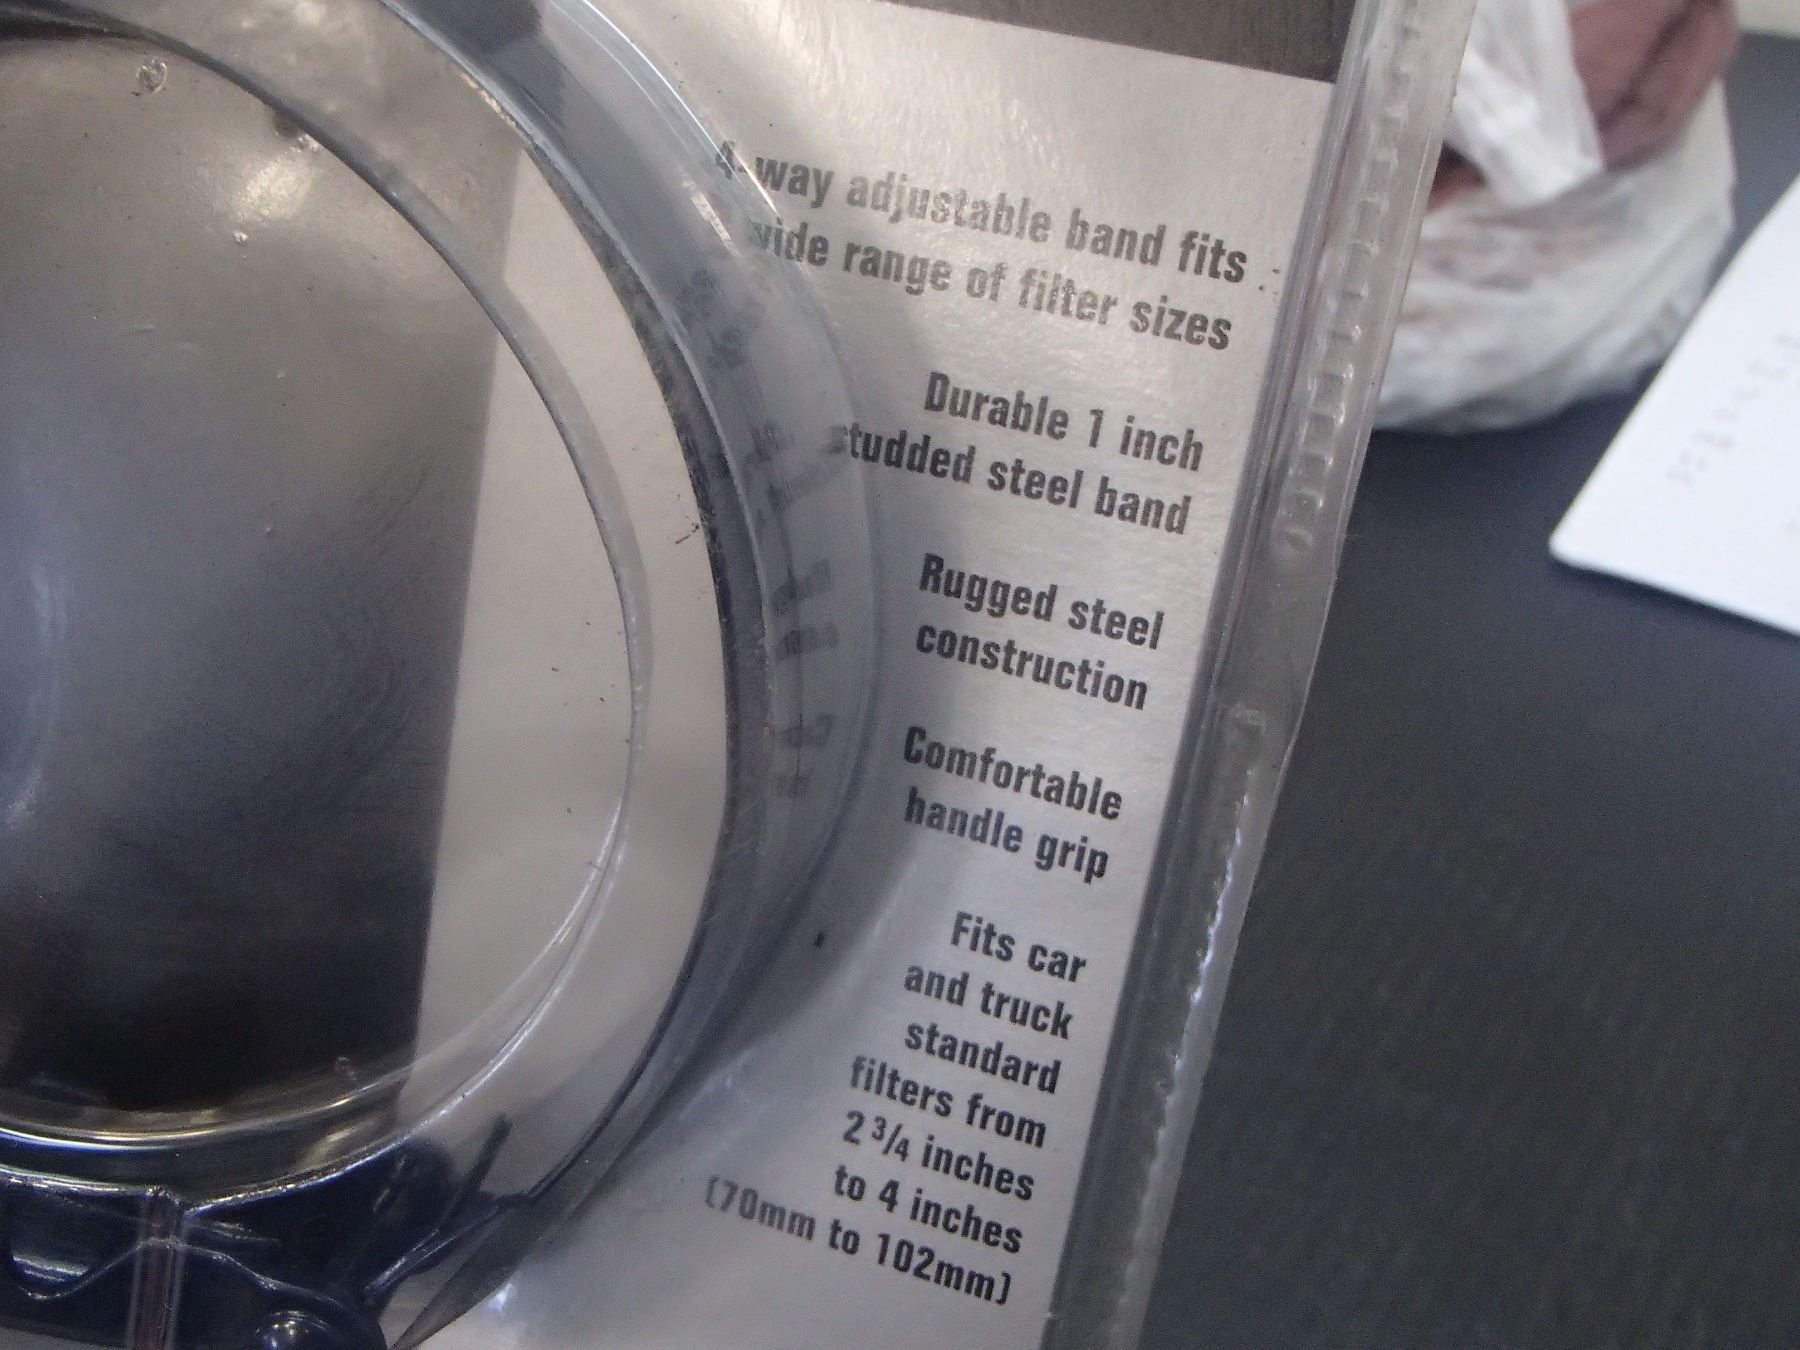 4-way adjustable band fits
wide range of filter sizes
Durable 1 inch
studded steel band
Rugged steel
construction
Comfortable
handle grip
Fits car
and truck
standard
filters from
2 3/4 inches
to 4 inches
(70mm to 102mm)